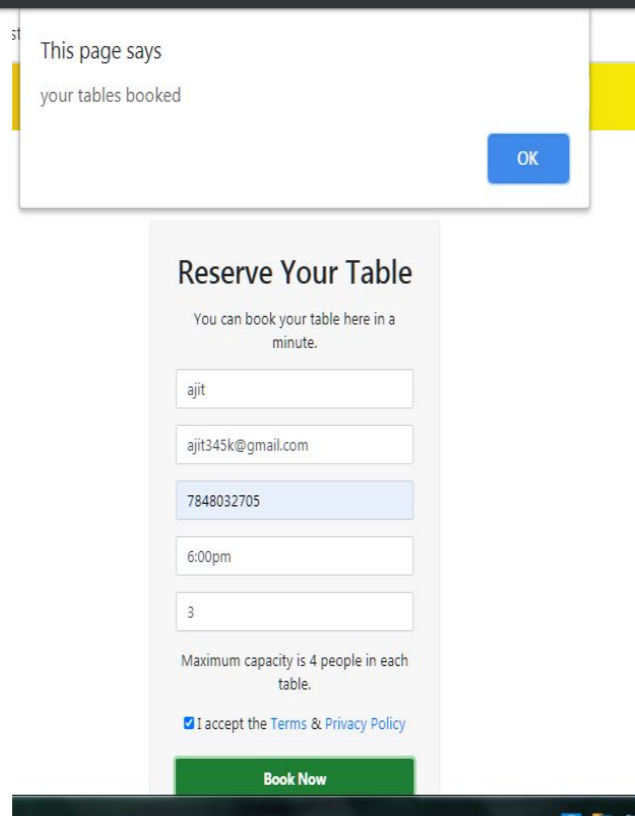 st
This page says
your tables booked
OK
Reserve Your Table
You can book your table here in a
minute.
ajit
ajit345k@gmail.com
7848032705
6:00pm
3
Maximum capacity is 4 people in each
table.
I accept the Terms & Privacy Policy
Book Now